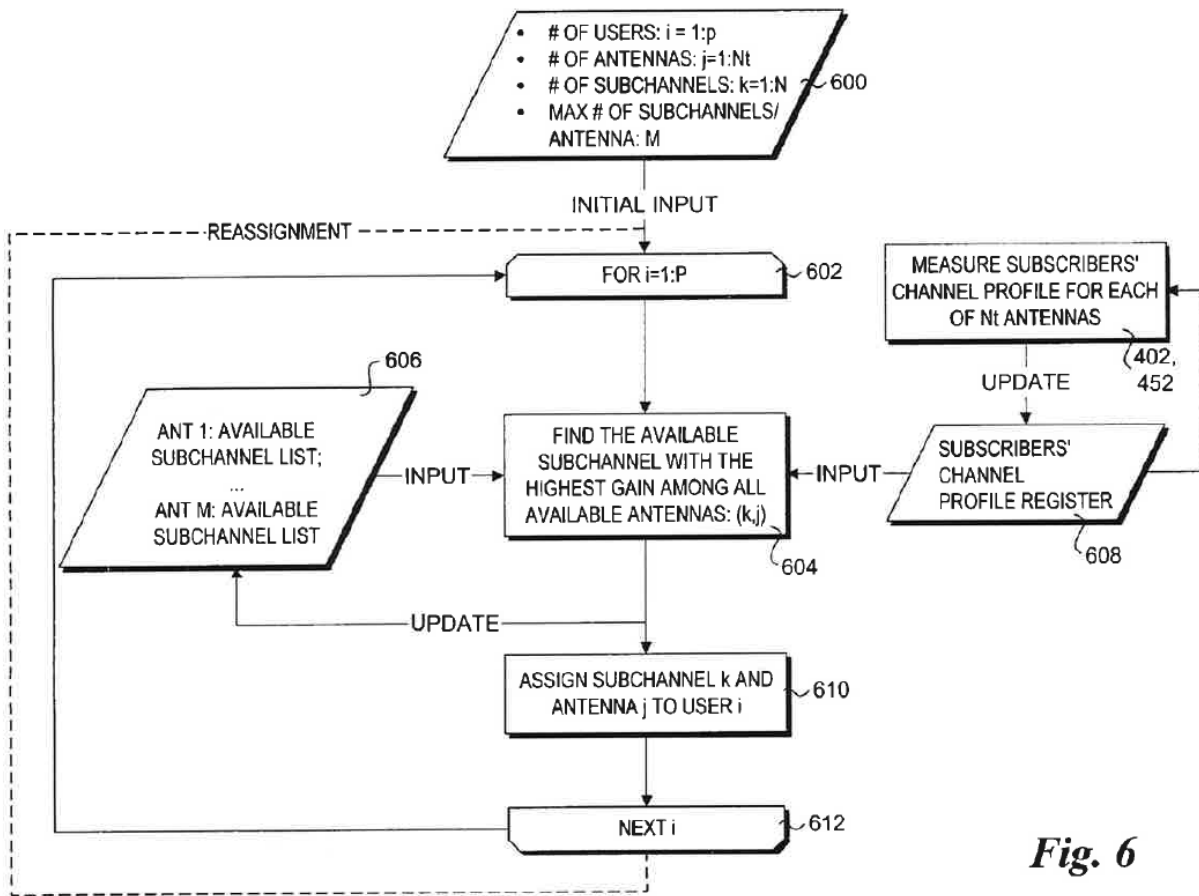 • # OF USERS: i = 1:p
• # OF ANTENNAS: j=1:Nt
• # OF SUBCHANNELS: k=1:N
• MAX # OF SUBCHANNELS/
ANTENNA: M
600
INITIAL INPUT
REASSIGNMENT
FOR i=1:P
602
MEASURE SUBSCRIBERS'
CHANNEL PROFILE FOR EACH
OF Nt ANTENNAS
402,
452
UPDATE
606
ANT 1: AVAILABLE
SUBCHANNEL LIST;
...
ANT M: AVAILABLE
SUBCHANNEL LIST
INPUT
FIND THE AVAILABLE
SUBCHANNEL WITH THE
HIGHEST GAIN AMONG ALL
AVAILABLE ANTENNAS: (k,j)
604
INPUT
SUBSCRIBERS'
CHANNEL
PROFILE REGISTER
608
UPDATE
ASSIGN SUBCHANNEL k AND
ANTENNA j TO USER i
610
NEXT i
612
Fig. 6